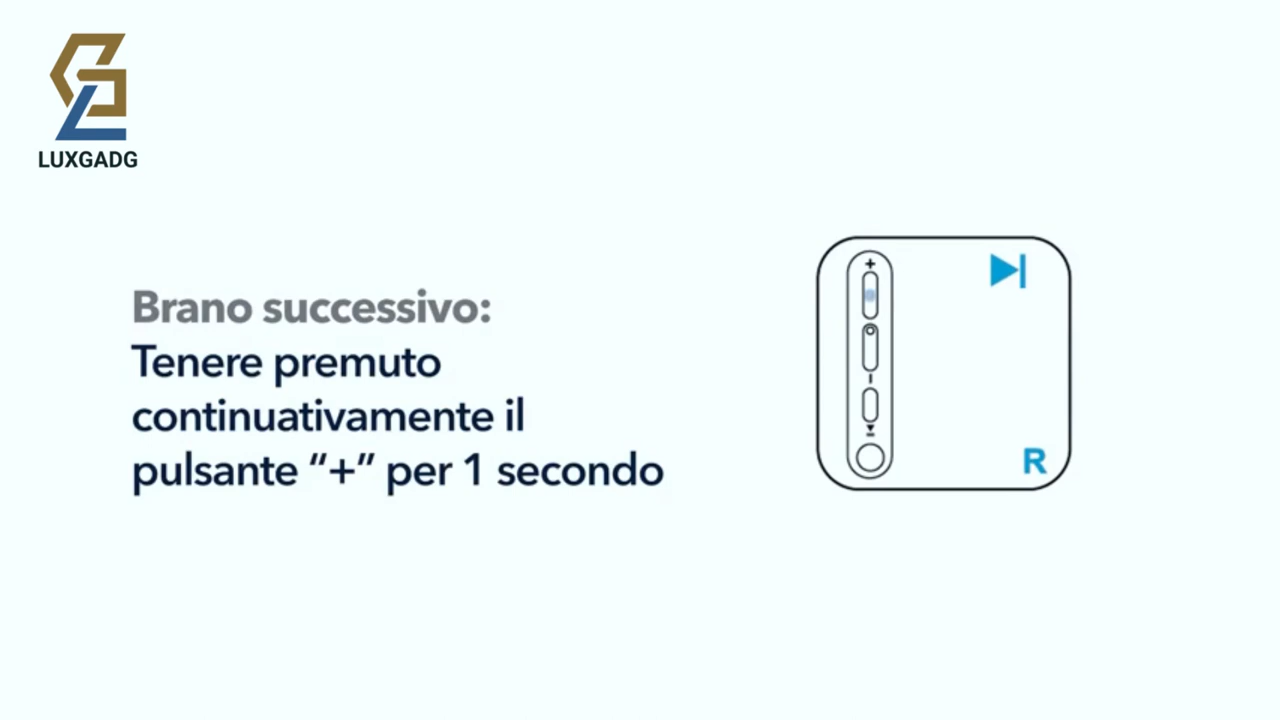 LUXGADG
Brano successivo:
Tenere premuto
continuativamente il
pulsante “+” per 1 secondo
+
R